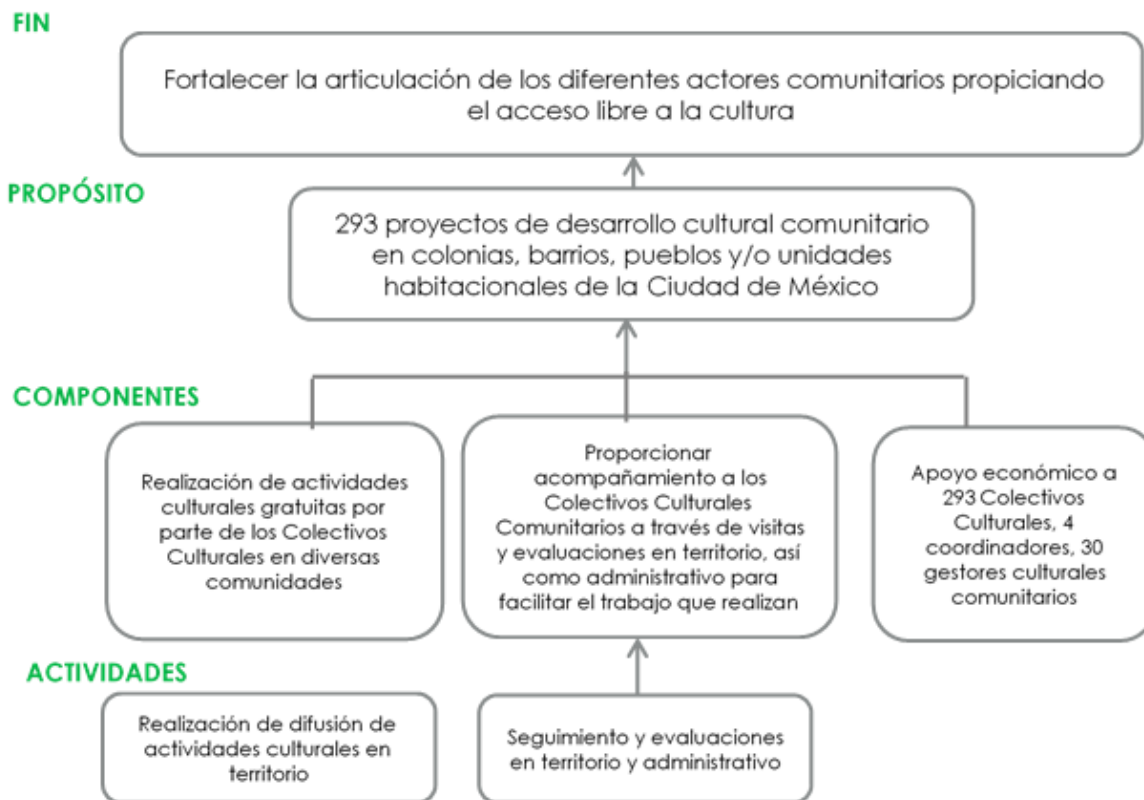 FIN
Fortalecer la articulación de los diferentes actores comunitarios propiciando
el acceso libre a la cultura
PROPÓSITO
293 proyectos de desarrollo cultural comunitario
en colonias, barrios, pueblos y/o unidades
habitacionales de la Ciudad de México
COMPONENTES
Realización de actividades
culturales gratuitas por
parte de los Colectivos
Culturales en diversas
comunidades
Proporcionar
acompañamiento a los
Colectivos Culturales
Comunitarios a través de visitas
y evaluaciones en territorio, así
como administrativo para
facilitar el trabajo que realizan
Apoyo económico a
293 Colectivos
Culturales, 4
coordinadores, 30
gestores culturales
comunitarios
ACTIVIDADES
Realización de difusión de
actividades culturales en
territorio
Seguimiento y evaluaciones
en territorio y administrativo